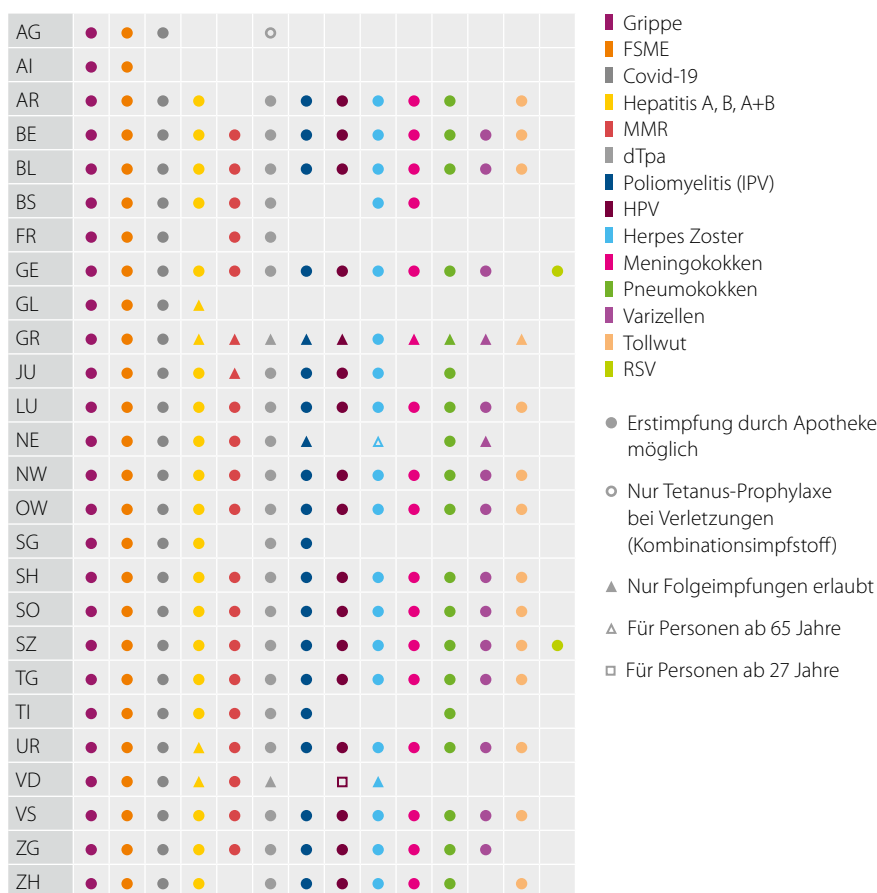 AG
AI
AR
BE
BL
BS
FR
GE
GL
GR
JU
LU
NE
NW
OW
SG
SH
SO
SZ
TG
TI
UR
VD
VS
ZG
ZH
Grippe
FSME
Covid-19
Hepatitis A, B, A+B
MMR
dTpa
Poliomyelitis (IPV)
HPV
Herpes Zoster
Meningokokken
Pneumokokken
Varizellen
Tollwut
RSV
Erstimpfung durch Apotheke
möglich
Nur Tetanus-Prophylaxe
bei Verletzungen
(Kombinationsimpfstoff)
Nur Folgeimpfungen erlaubt
Für Personen ab 65 Jahre
Für Personen ab 27 Jahre